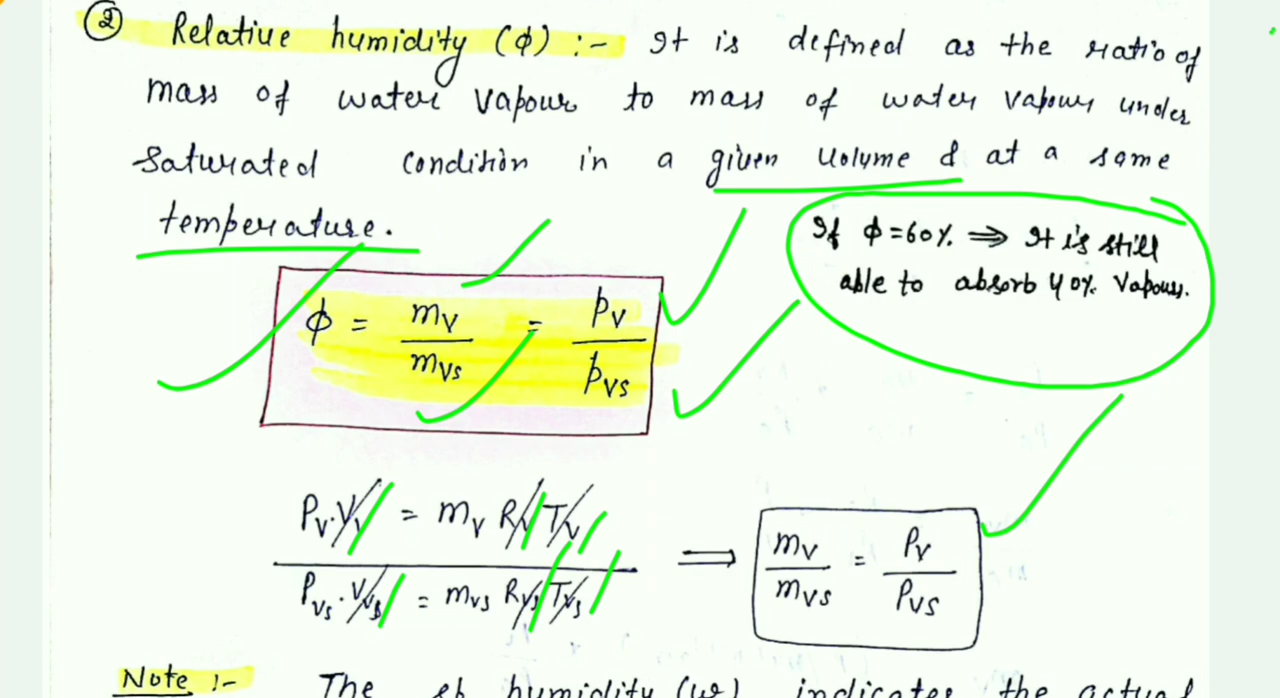 ② Relative humidity (φ) :- It is defined as the ratio of
mass of water vapour to mass of water vapour under
saturated condition in a given volume & at a same
temperature.
If φ=60%. ⇒ It is still
able to absorb 40% Vapours.
φ = mv/mvs = pv/pvs
Pv.Vv = mv Rv Tv
Pvs.Vvs = mvs Rvs Tvs
⇒ mv/mvs = Pv/Pvs
Note :- The humidity (ω) indicates the actual